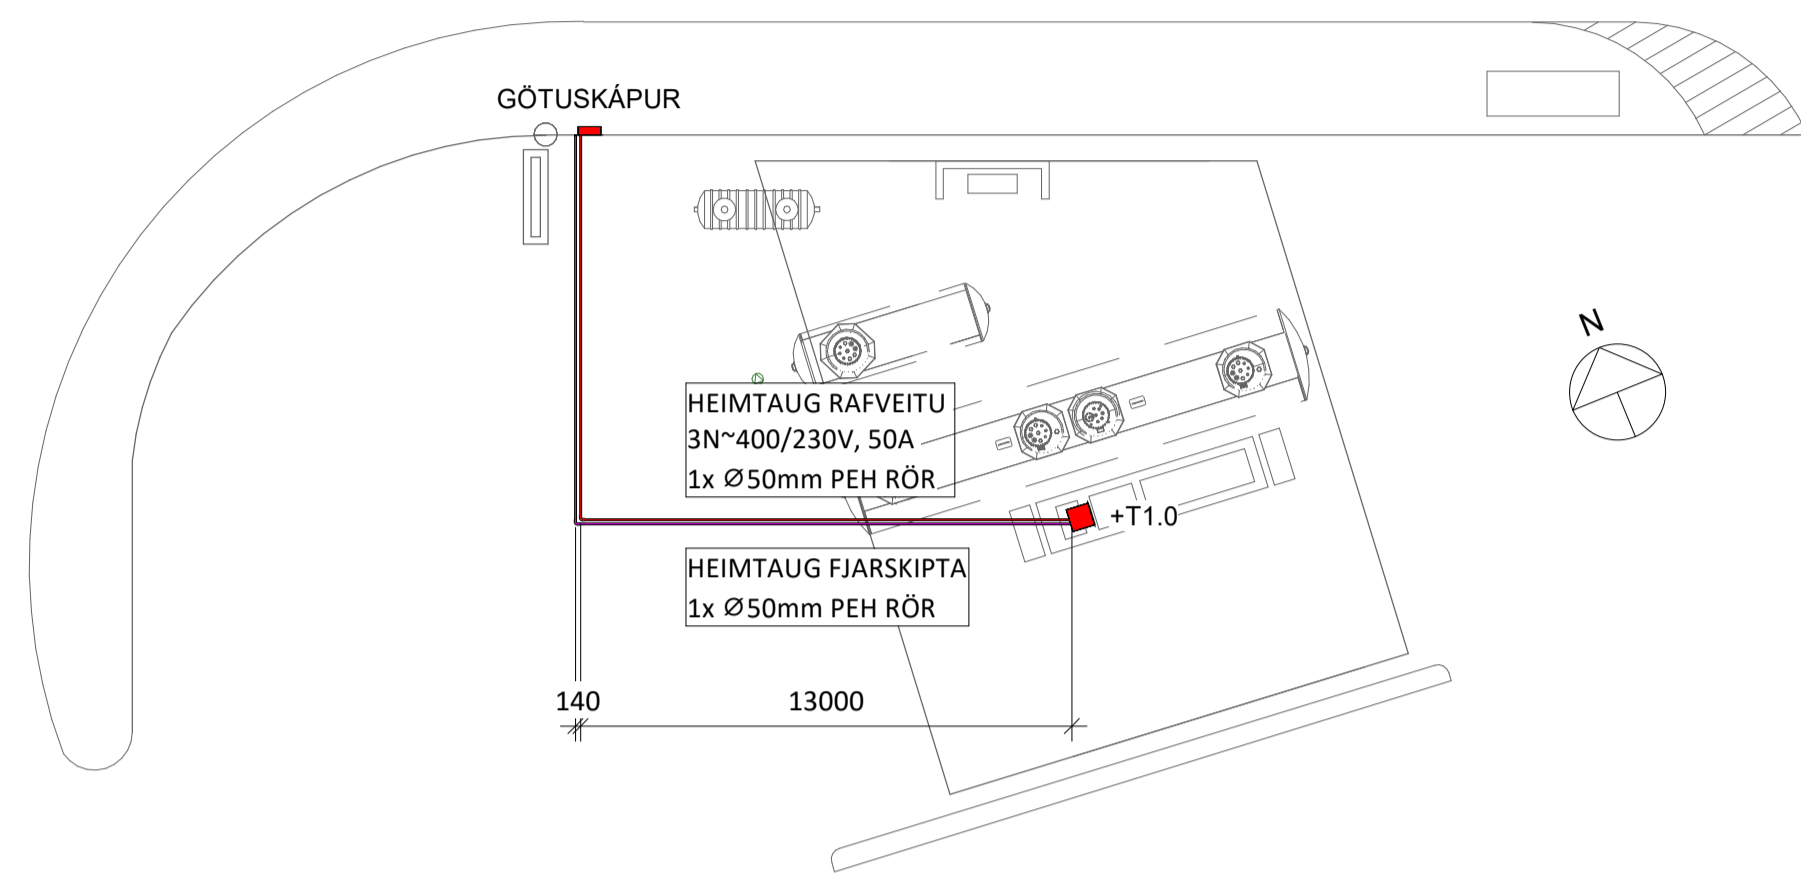 GÖTUSKÁPUR
N
HEIMTAUG RAFVEITU
3N~400/230V, 50A
1x Ø50mm PEH RÖR
+T1.0
HEIMTAUG FJARSKIPTA
1x Ø50mm PEH RÖR
140
13000